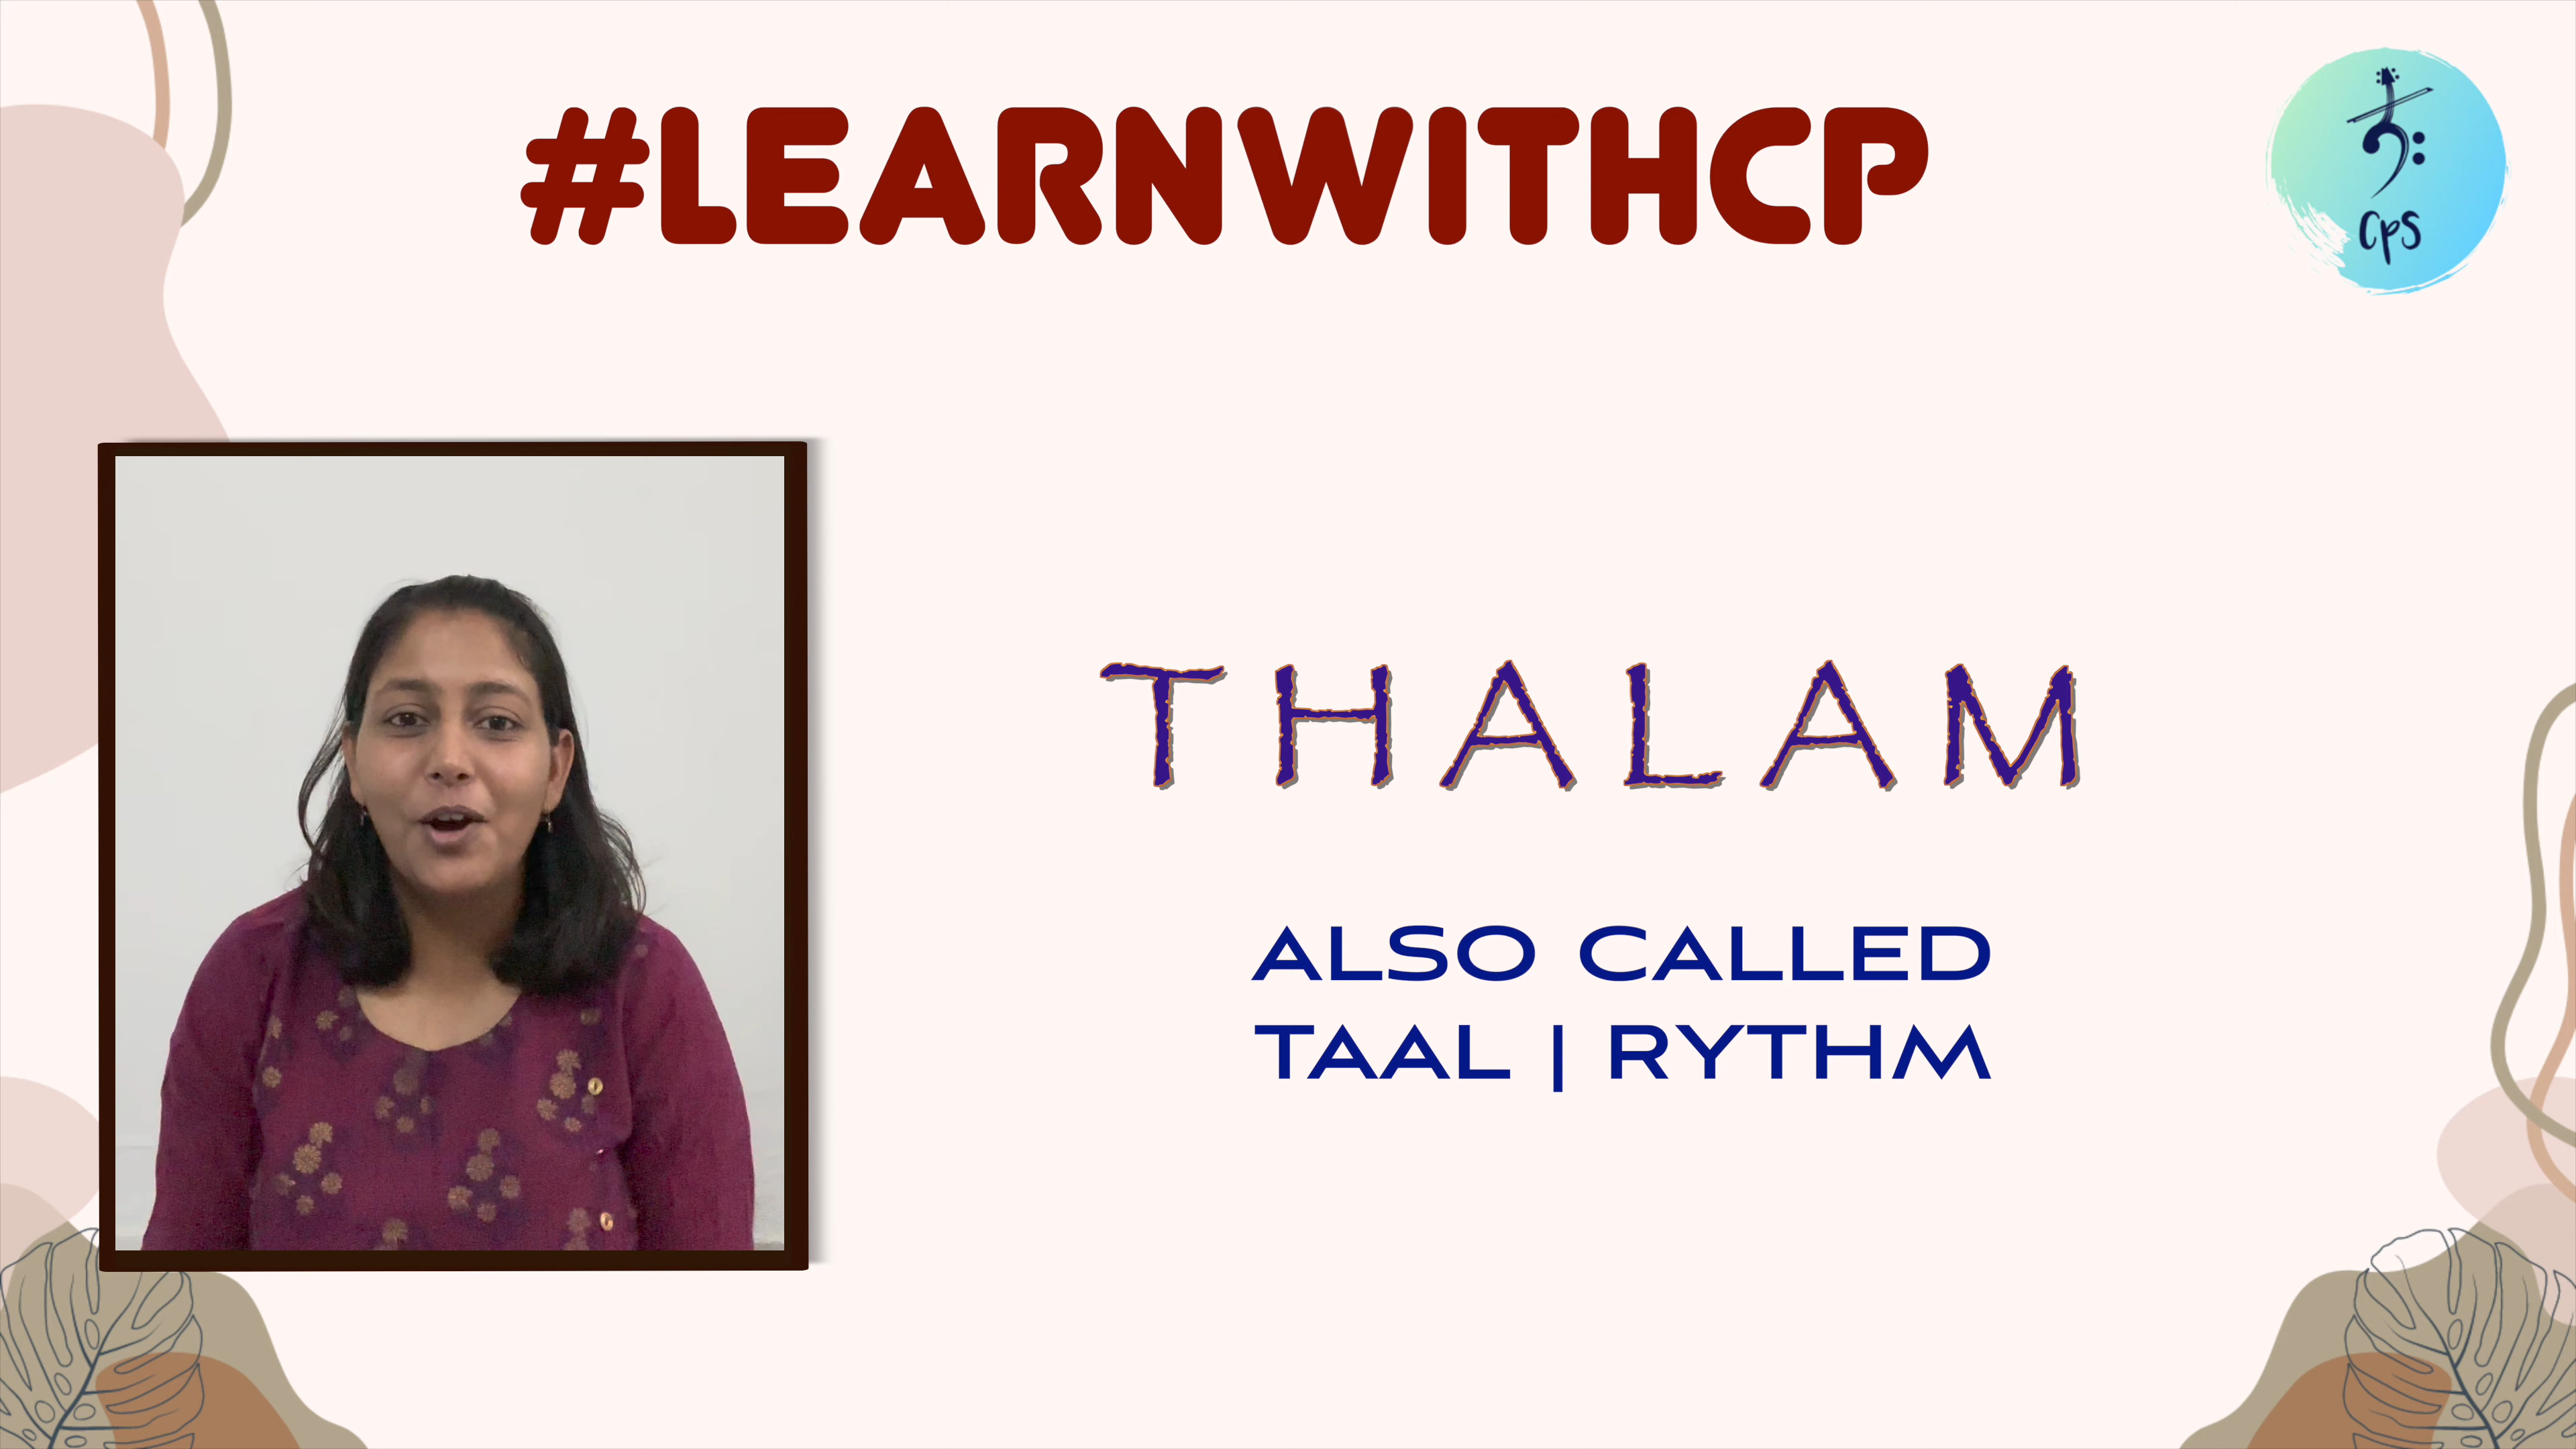 #LEARNWITHCP
CPS
THALAM
ALSO CALLED
TAAL | RYTHM